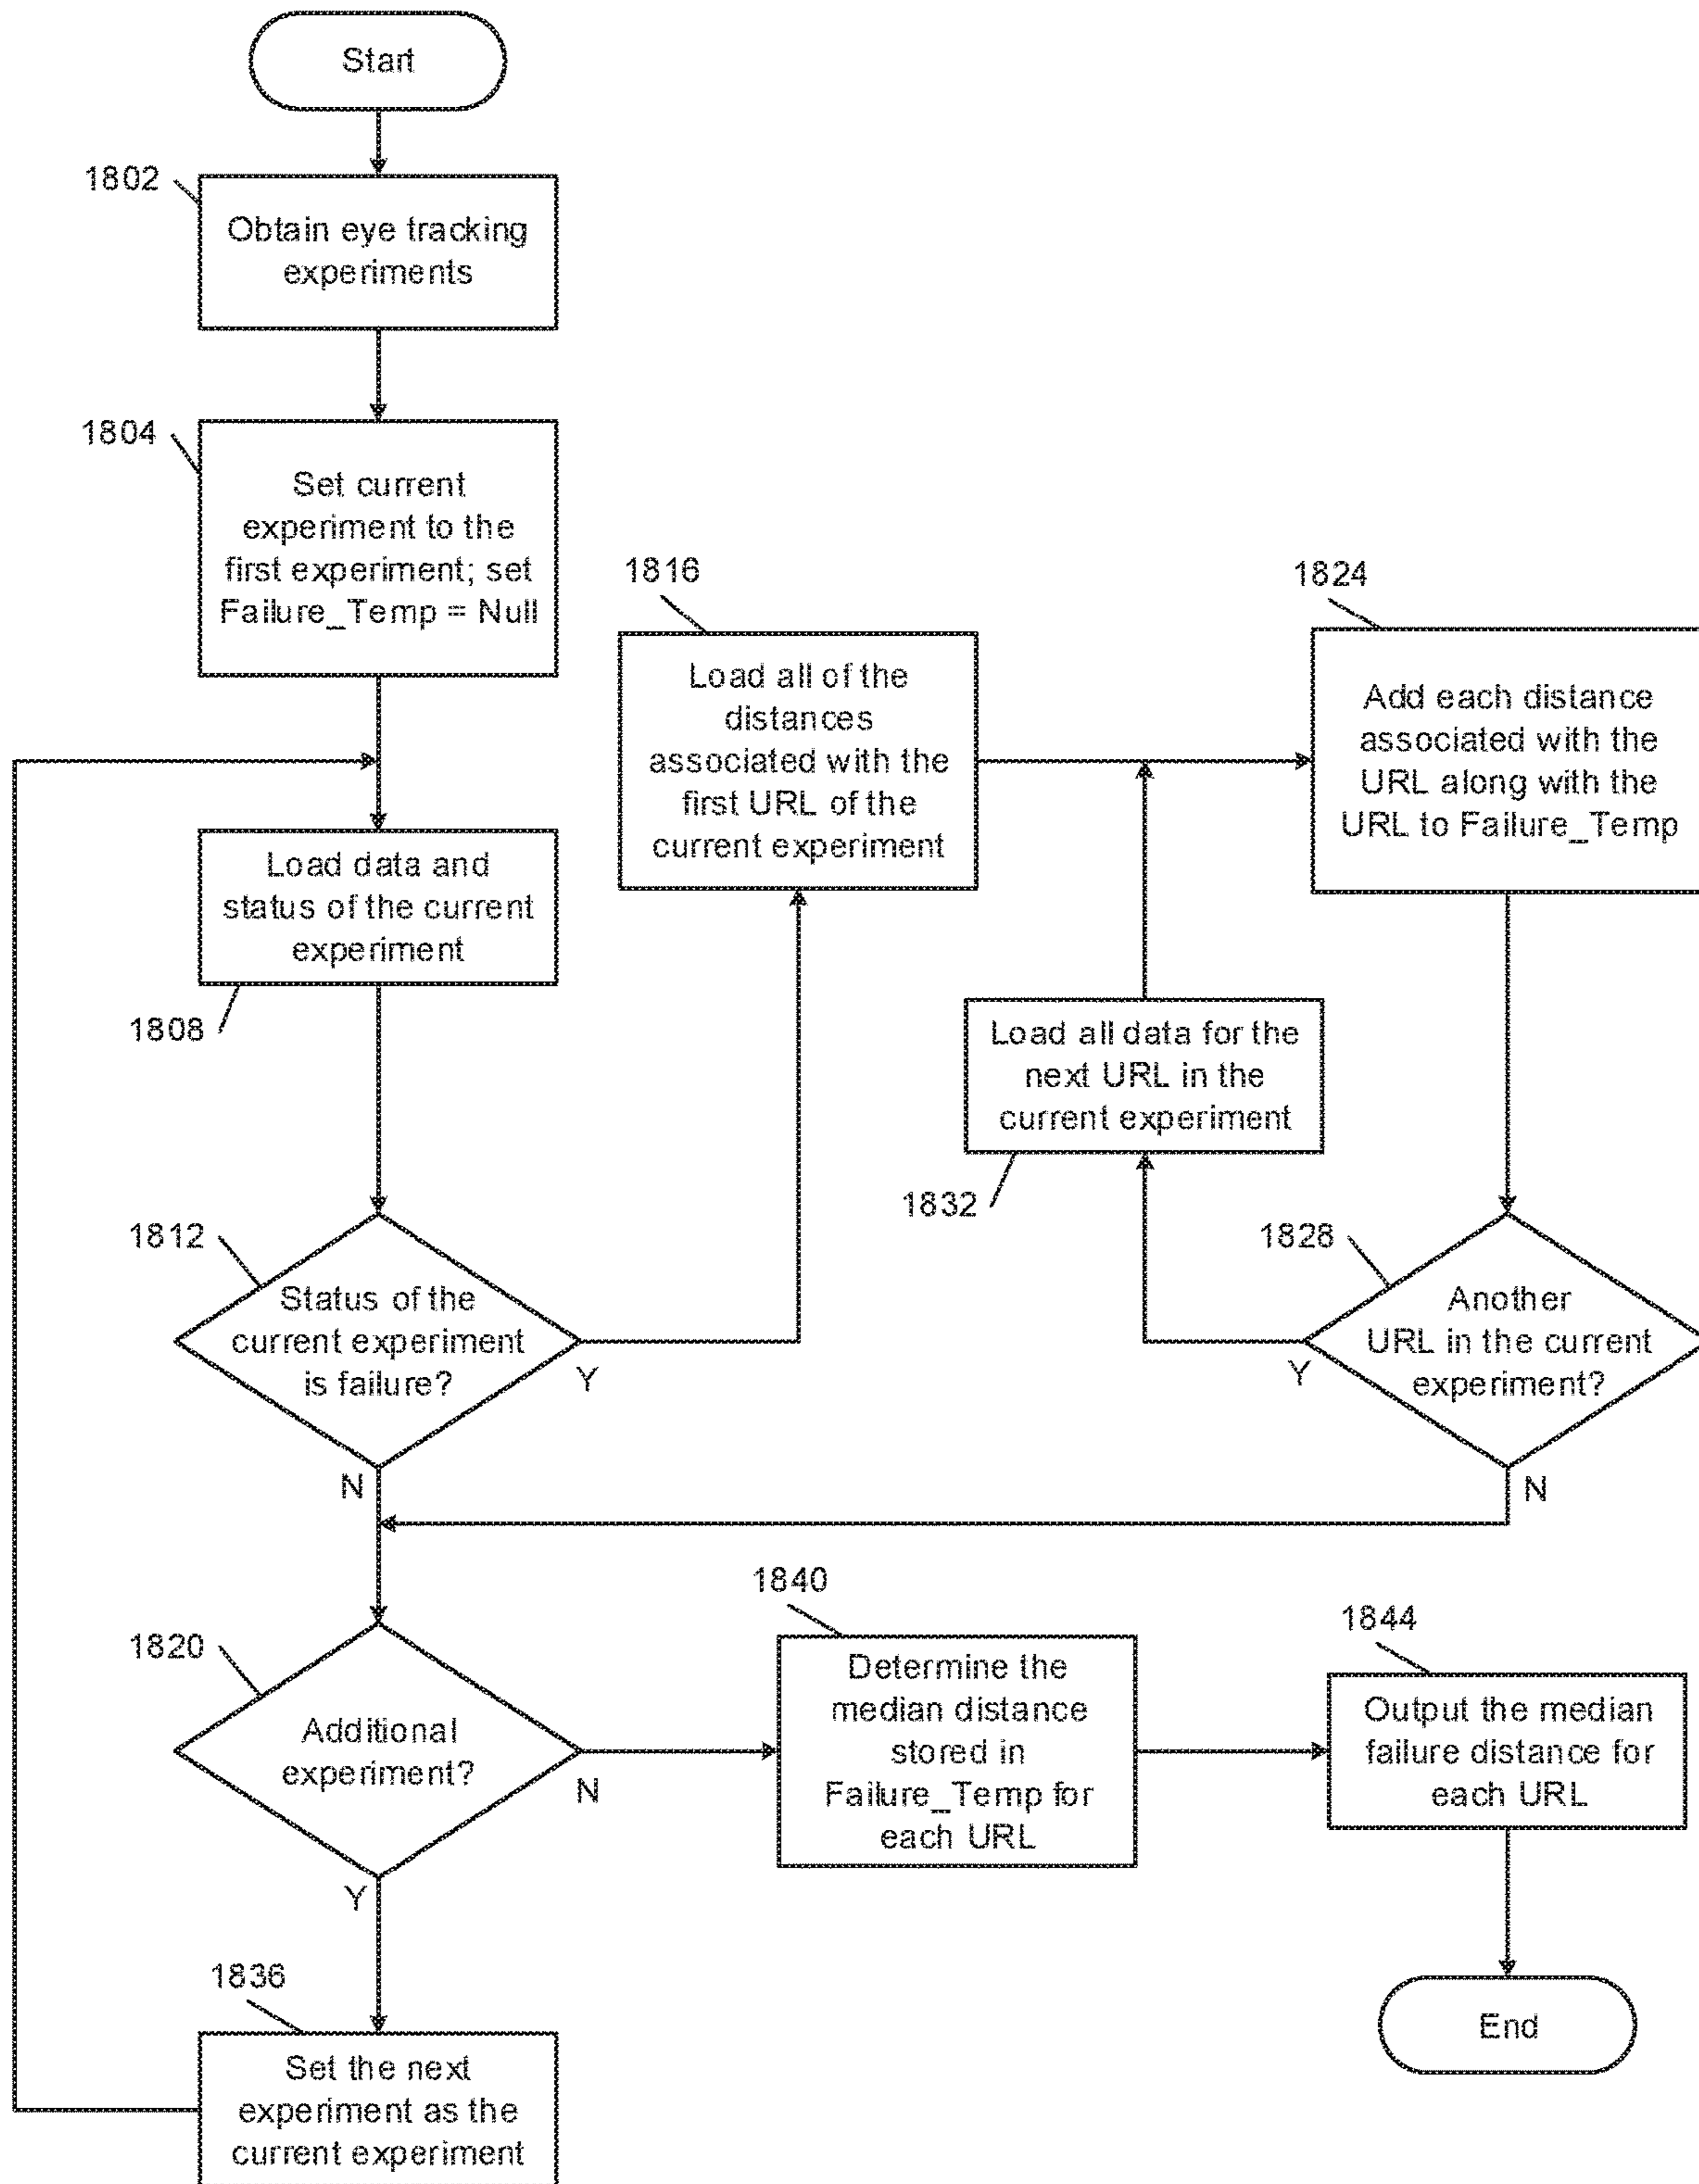 Start
1802
Obtain eye tracking
experiments
1804
Set current
experiment to the
first experiment; set
Failure_Temp = Null
1816
Load all of the
distances
associated with the
first URL of the
current experiment
1824
Add each distance
associated with the
URL along with the
URL to Failure_Temp
Load data and
status of the current
experiment
1808
Load all data for the
next URL in the
current experiment
1832
1812
Status of the
current experiment
is failure?
Y
N
1828
Another
URL in the current
experiment?
Y
N
1820
Additional
experiment?
N
Y
1840
Determine the
median distance
stored in
Failure_Temp for
each URL
1844
Output the median
failure distance for
each URL
End
1836
Set the next
experiment as the
current experiment